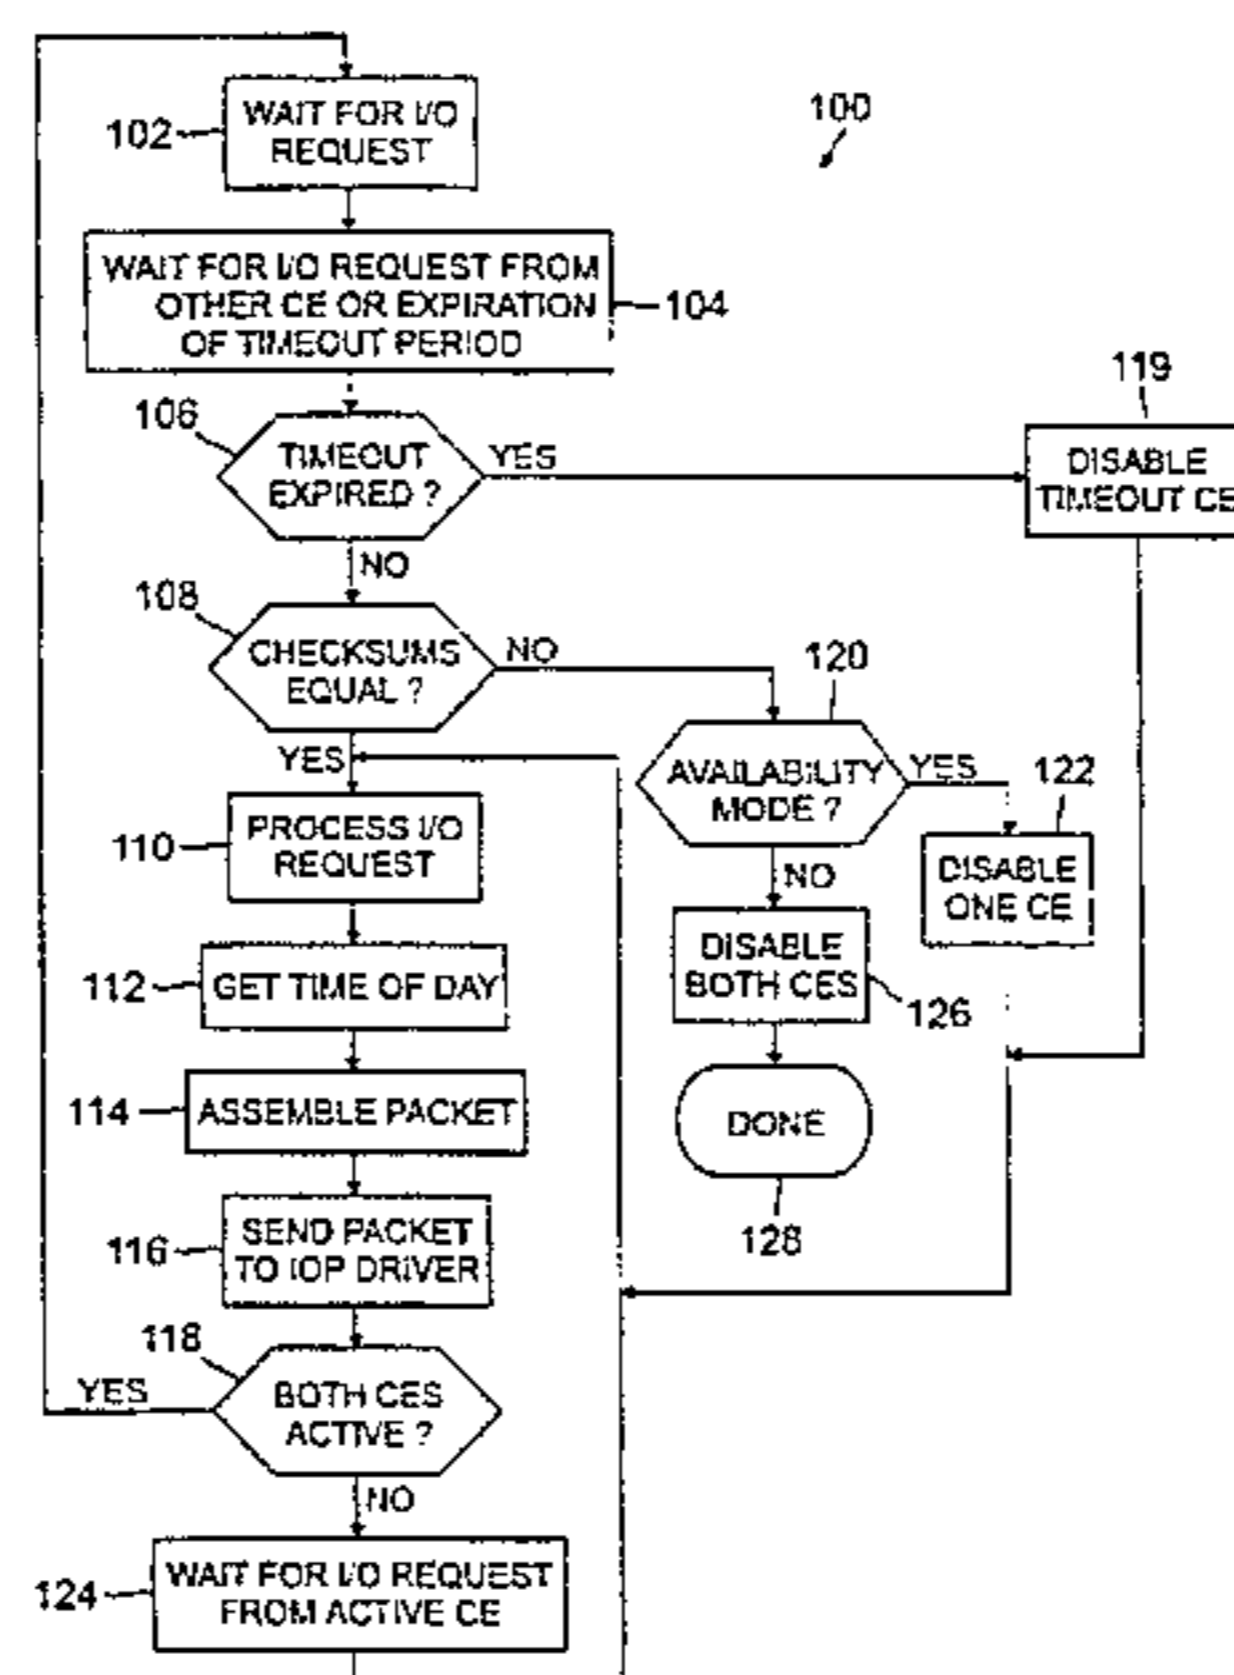 100
102
WAIT FOR I/O
REQUEST
WAIT FOR I/O REQUEST FROM
OTHER CE OR EXPIRATION
OF TIMEOUT PERIOD
104
106
TIMEOUT
EXPIRED ?
YES
NO
119
DISABLE
TIMEOUT CE
108
CHECKSUMS
EQUAL ?
NO
YES
120
AVAILABILITY
MODE ?
YES
NO
122
DISABLE
ONE CE
110
PROCESS I/O
REQUEST
DISABLE
BOTH CES
126
112
GET TIME OF DAY
114
ASSEMBLE PACKET
DONE
128
116
SEND PACKET
TO IOP DRIVER
118
BOTH CES
ACTIVE ?
YES
NO
124
WAIT FOR I/O REQUEST
FROM ACTIVE CE